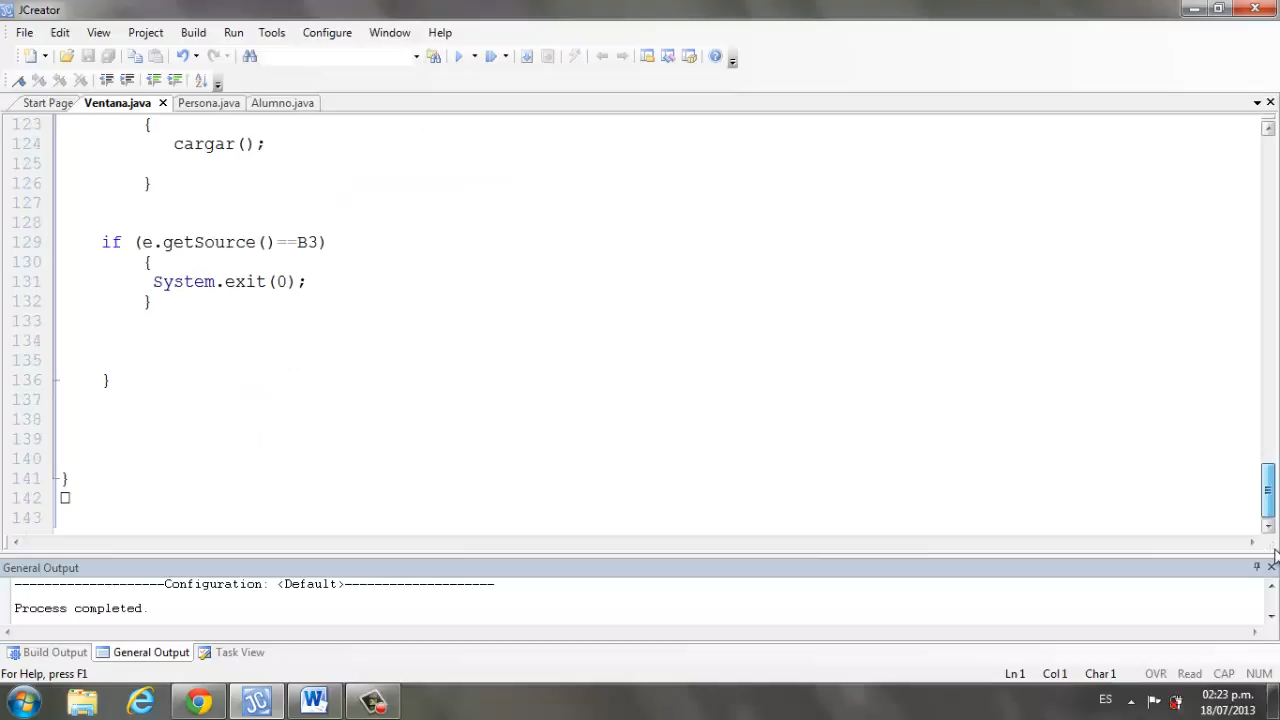 JCreator
File Edit View Project Build Run Tools Configure Window Help
Start Page Ventana.java Persona.java Alumno.java
123 {
124 cargar();
125
126 }
127
128
129 if (e.getSource()==B3)
130 {
131 System.exit(0);
132 }
133
134
135
136 }
137
138
139
140
141 }
142
143
General Output
--------------------Configuration: <Default>--------------------
Process completed.
Build Output General Output Task View
For Help, press F1 Ln 1 Col 1 Char 1 OVR Read CAP NUM
ES 02:23 p.m.
18/07/2013